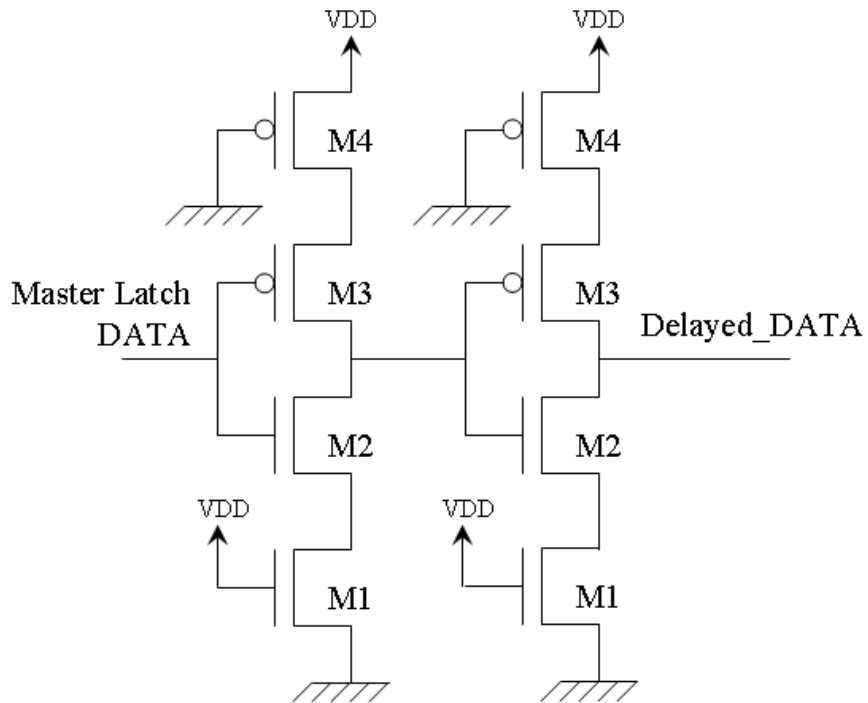 VDD
VDD
M4
M4
Master Latch
DATA
M3
M3
Delayed_DATA
M2
M2
VDD
VDD
M1
M1